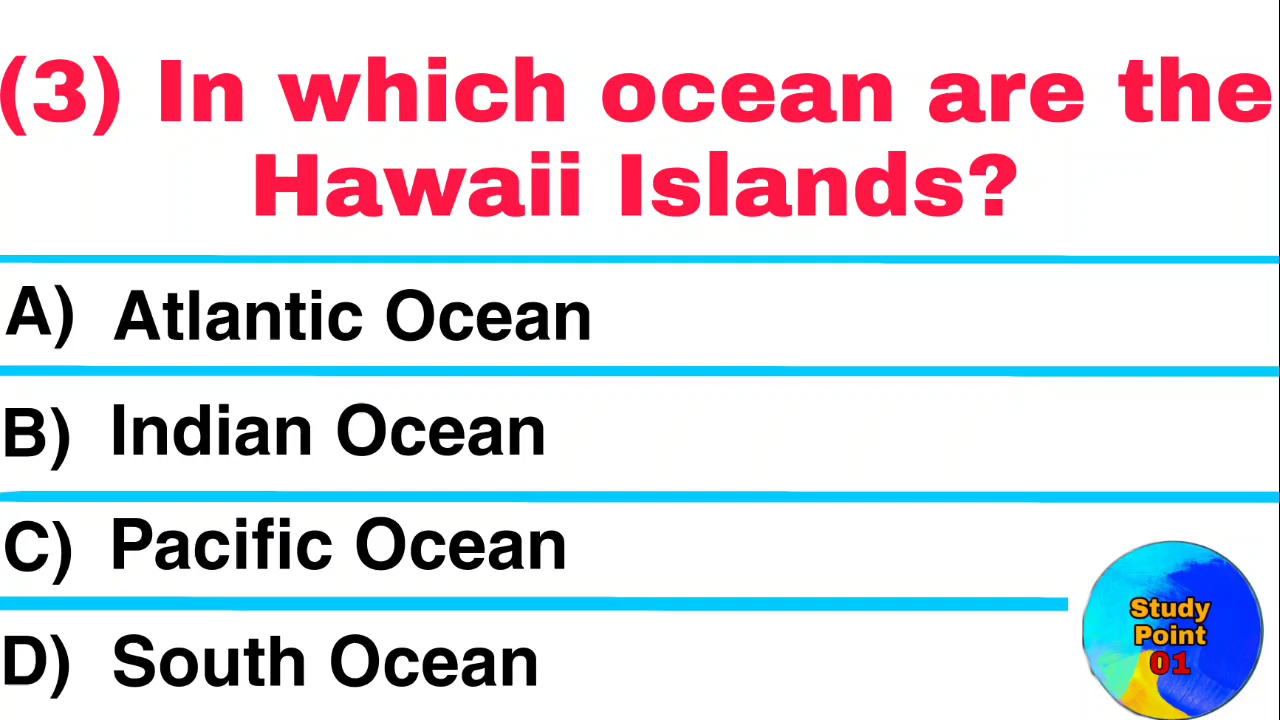 (3) In which ocean are the
Hawaii Islands?
A) Atlantic Ocean
B) Indian Ocean
C) Pacific Ocean
D) South Ocean
Study
Point
01